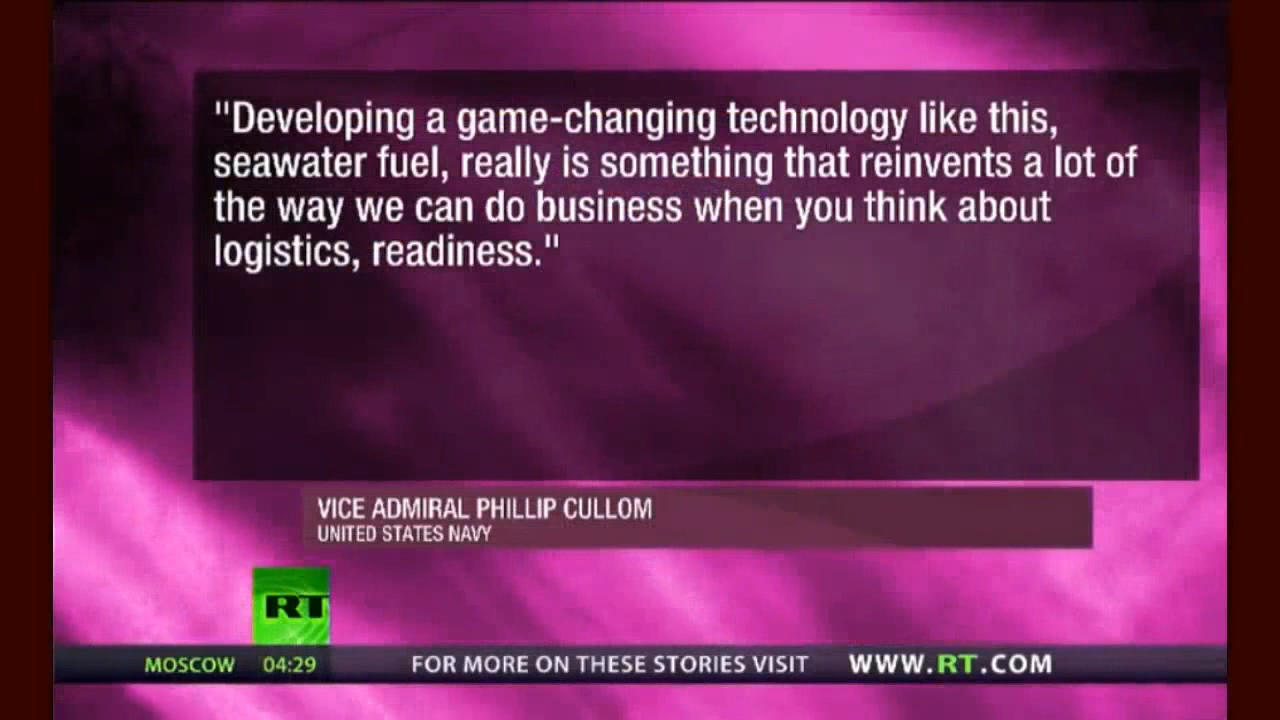 "Developing a game-changing technology like this,
seawater fuel, really is something that reinvents a lot of
the way we can do business when you think about
logistics, readiness."
VICE ADMIRAL PHILLIP CULLOM
UNITED STATES NAVY
RT
MOSCOW 04:29 FOR MORE ON THESE STORIES VISIT WWW.RT.COM